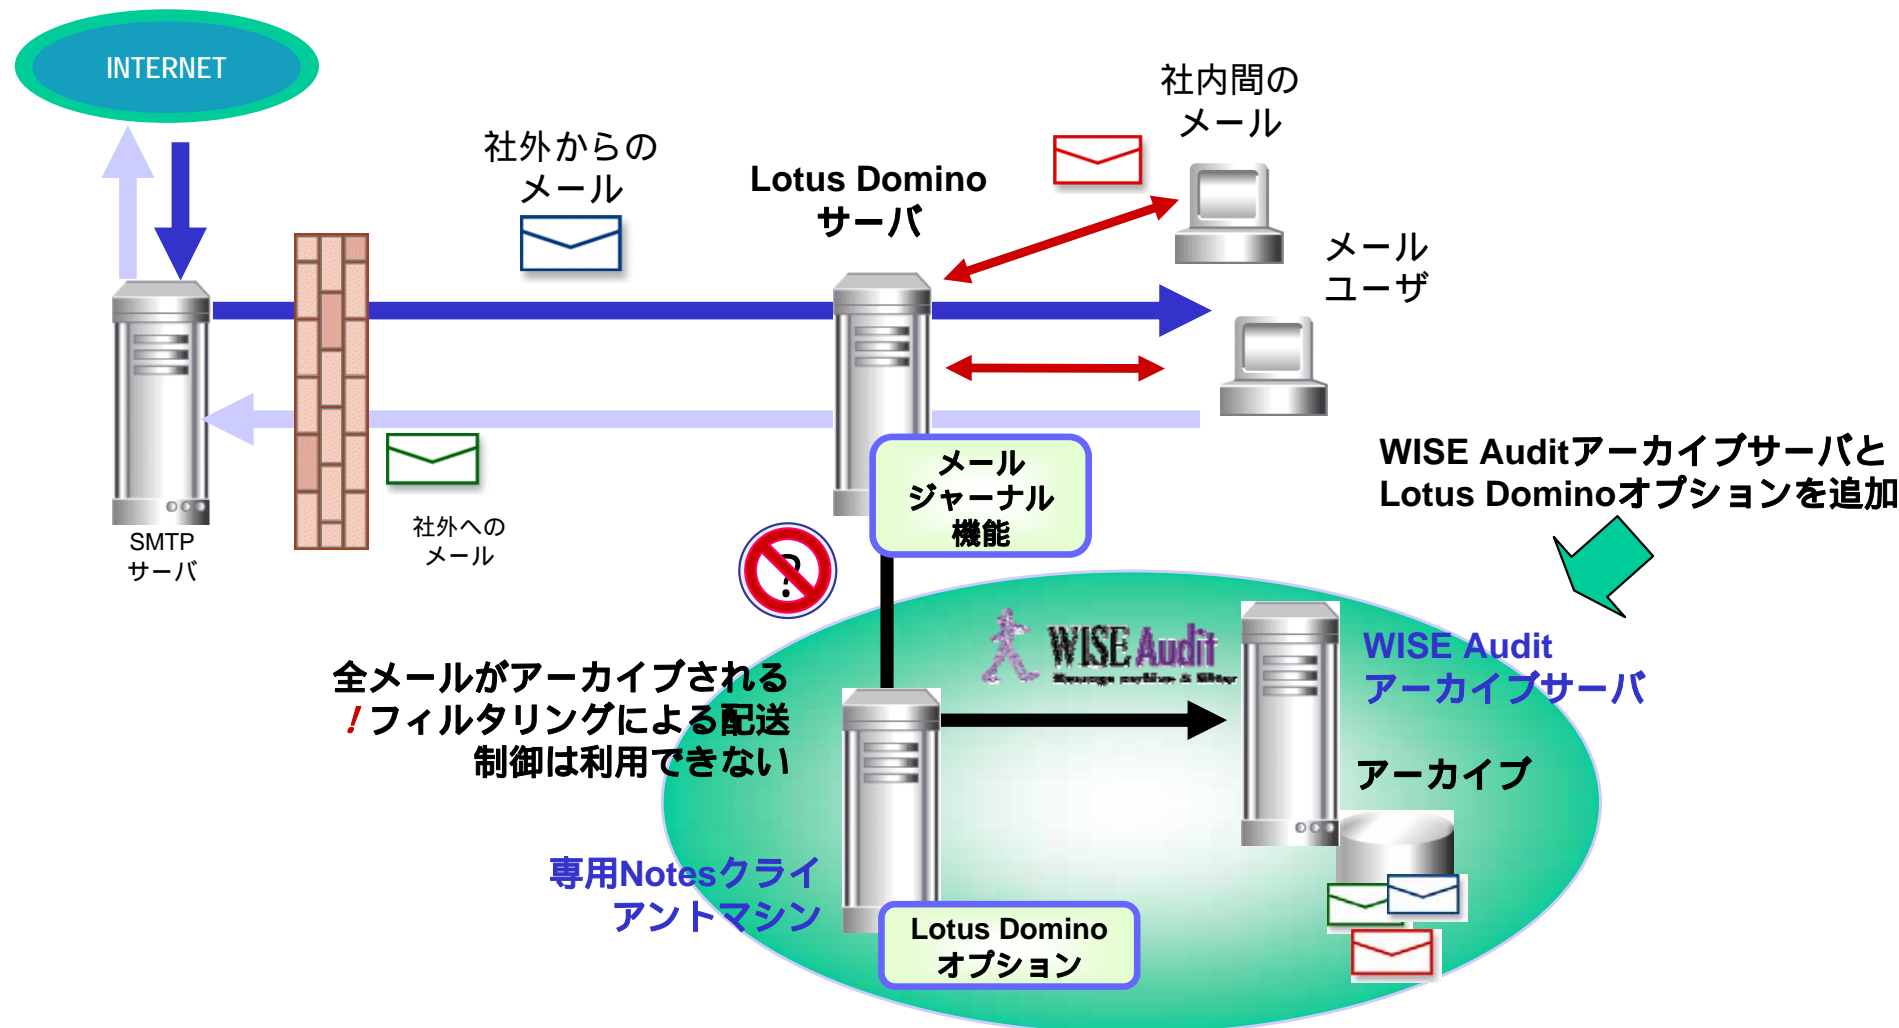 INTERNET
社外からの
メール
Lotus Domino
サーバ
社内間の
メール
メール
ユーザ
SMTP
サーバ
社外への
メール
メール
ジャーナル
機能
?
WISE Auditアーカイブサーバと
Lotus Dominoオプションを追加
全メールがアーカイブされる
!フィルタリングによる配送
制御は利用できない
WISE Audit
Message archive & filter
WISE Audit
アーカイブサーバ
アーカイブ
専用Notesクライ
アントマシン
Lotus Domino
オプション